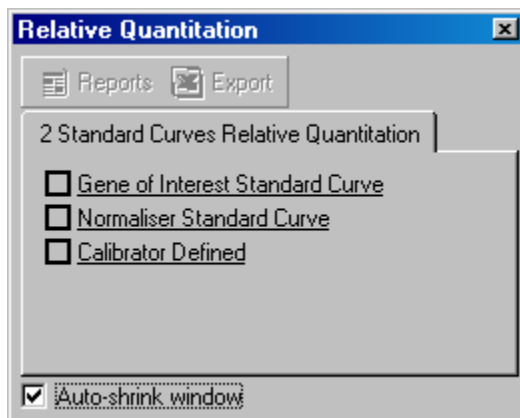 Relative Quantitation
Reports Export
2 Standard Curves Relative Quantitation
Gene of Interest Standard Curve
Normaliser Standard Curve
Calibrator Defined
Auto-shrink window